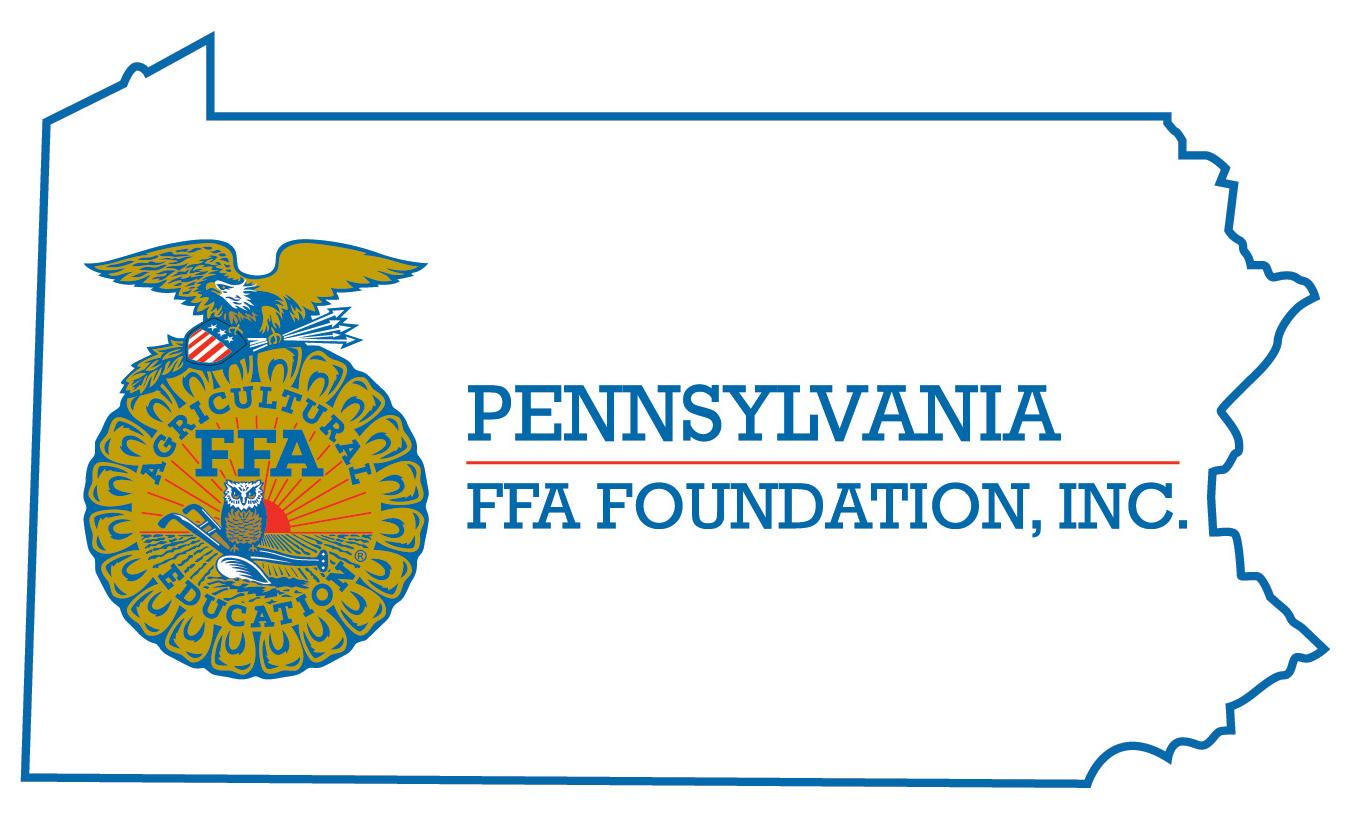 AGRICULTURAL
FFA
EDUCATION
®
PENNSYLVANIA
FFA FOUNDATION, INC.